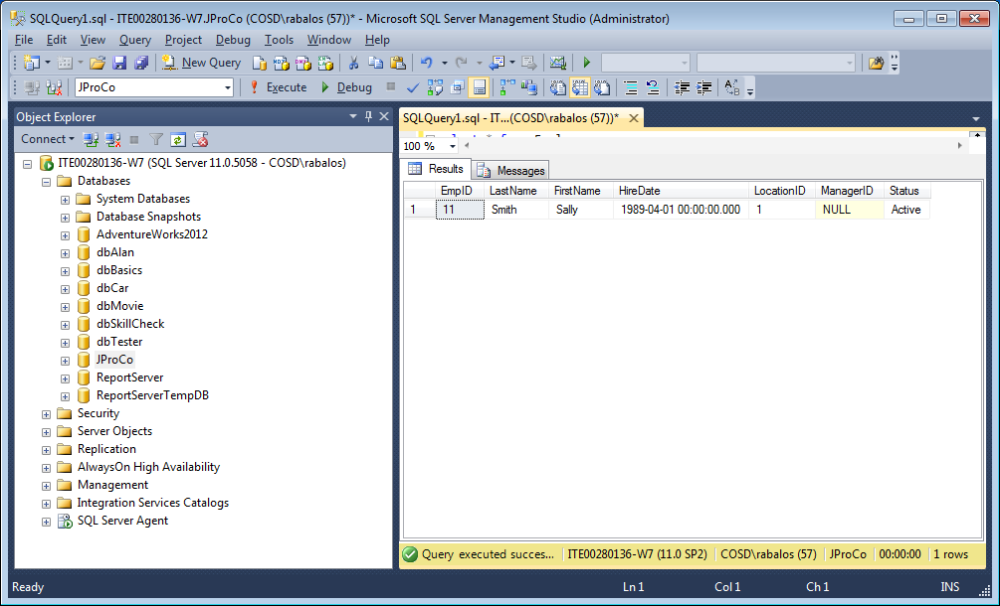 SQLQuery1.sql - ITE00280136-W7.JProCo (COSD\rabalos (57))* - Microsoft SQL Server Management Studio (Administrator)
File Edit View Query Project Debug Tools Window Help
New Query
JProCo Execute Debug
Object Explorer
Connect
ITE00280136-W7 (SQL Server 11.0.5058 - COSD\rabalos)
Databases
System Databases
Database Snapshots
AdventureWorks2012
dbAlan
dbBasics
dbCar
dbMovie
dbSkillCheck
dbTester
JProCo
ReportServer
ReportServerTempDB
Security
Server Objects
Replication
AlwaysOn High Availability
Management
Integration Services Catalogs
SQL Server Agent
SQLQuery1.sql - IT...(COSD\rabalos (57))*
100 %
Results Messages
EmpID LastName FirstName HireDate LocationID ManagerID Status
1 11 Smith Sally 1989-04-01 00:00:00.000 1 NULL Active
Query executed succes... ITE00280136-W7 (11.0 SP2) COSD\rabalos (57) JProCo 00:00:00 1 rows
Ready Ln 1 Col 1 Ch 1 INS